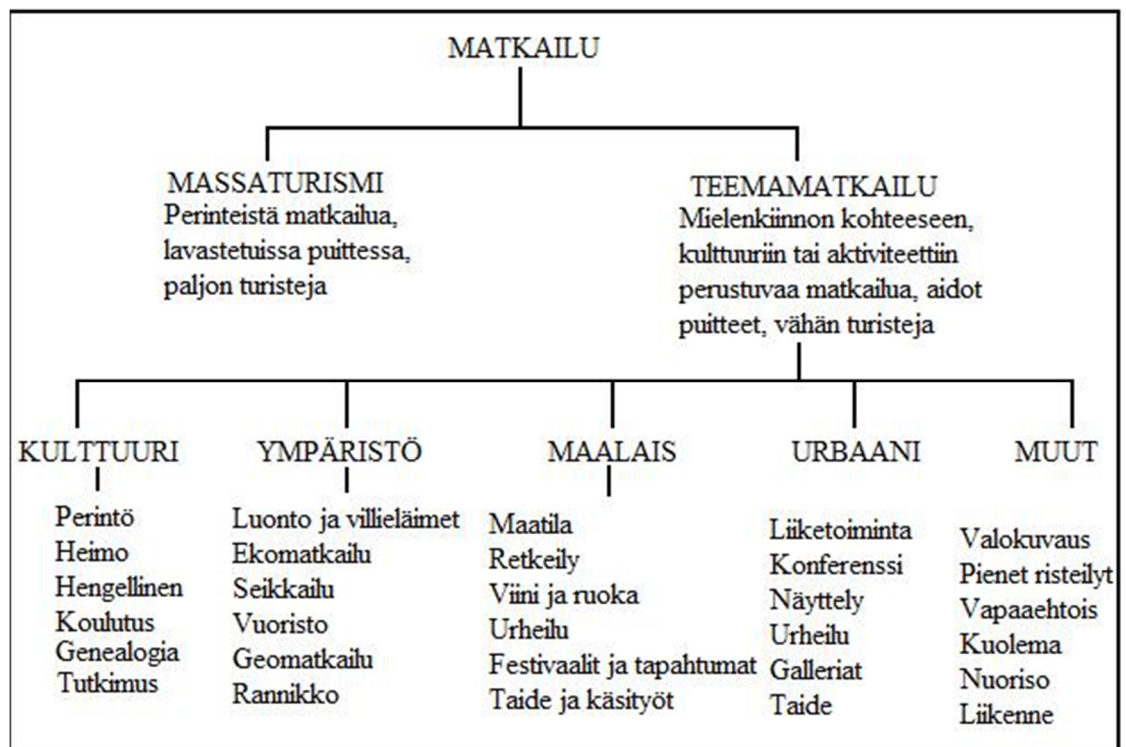 MATKAILU
MASSATURISMI
Perinteistä matkailua,
lavastetuissa puittessa,
paljon turisteja
TEEMAMATKAILU
Mielenkiinnon kohteeseen,
kulttuuriin tai aktiviteettiin
perustuvaa matkailua, aidot
puitteet, vähän turisteja
KULTTUURI
Perintö
Heimo
Hengellinen
Koulutus
Genealogia
Tutkimus
YMPÄRISTÖ
Luonto ja villieläimet
Ekomatkailu
Seikkailu
Vuoristo
Geomatkailu
Rannikko
MAALAIS
Maatila
Retkeily
Viini ja ruoka
Urheilu
Festivaalit ja tapahtumat
Taide ja käsityöt
URBAANI
Liiketoiminta
Konferenssi
Näyttely
Urheilu
Galleriat
Taide
MUUT
Valokuvaus
Pienet risteilyt
Vapaaehtois
Kuolema
Nuoriso
Liikenne